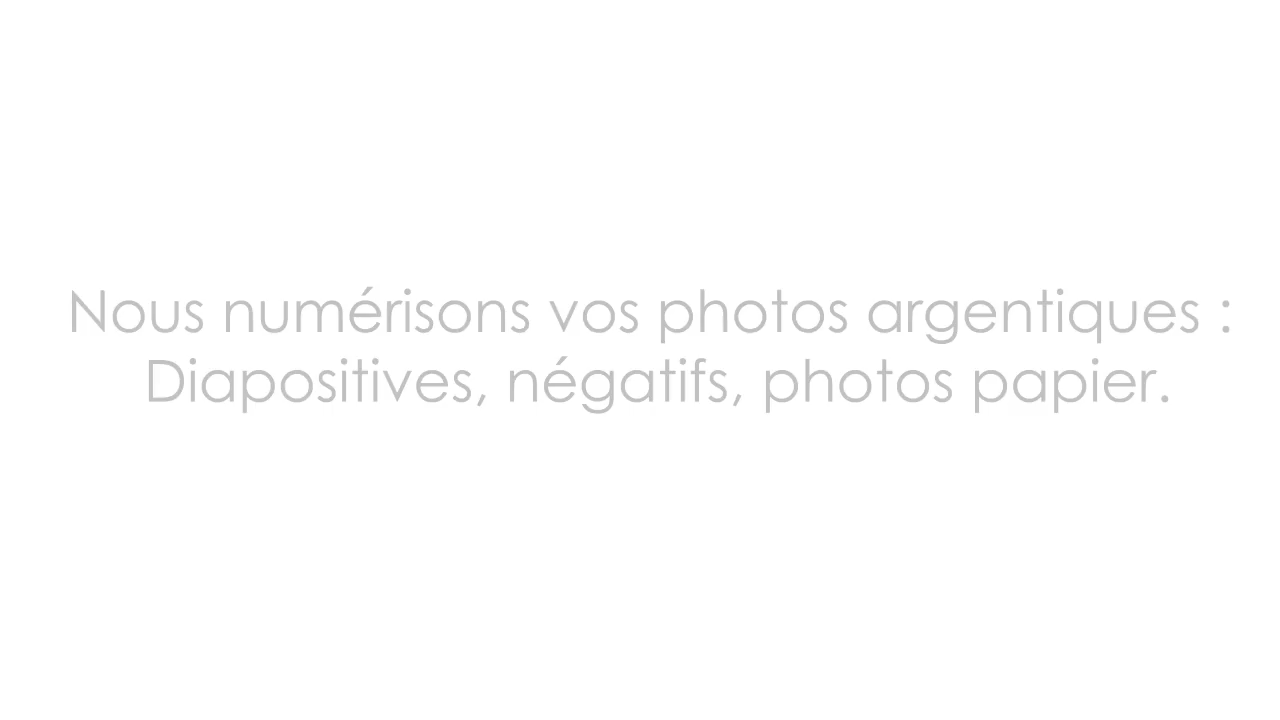 Nous numérisons vos photos argentiques :
Diapositives, négatifs, photos papier.